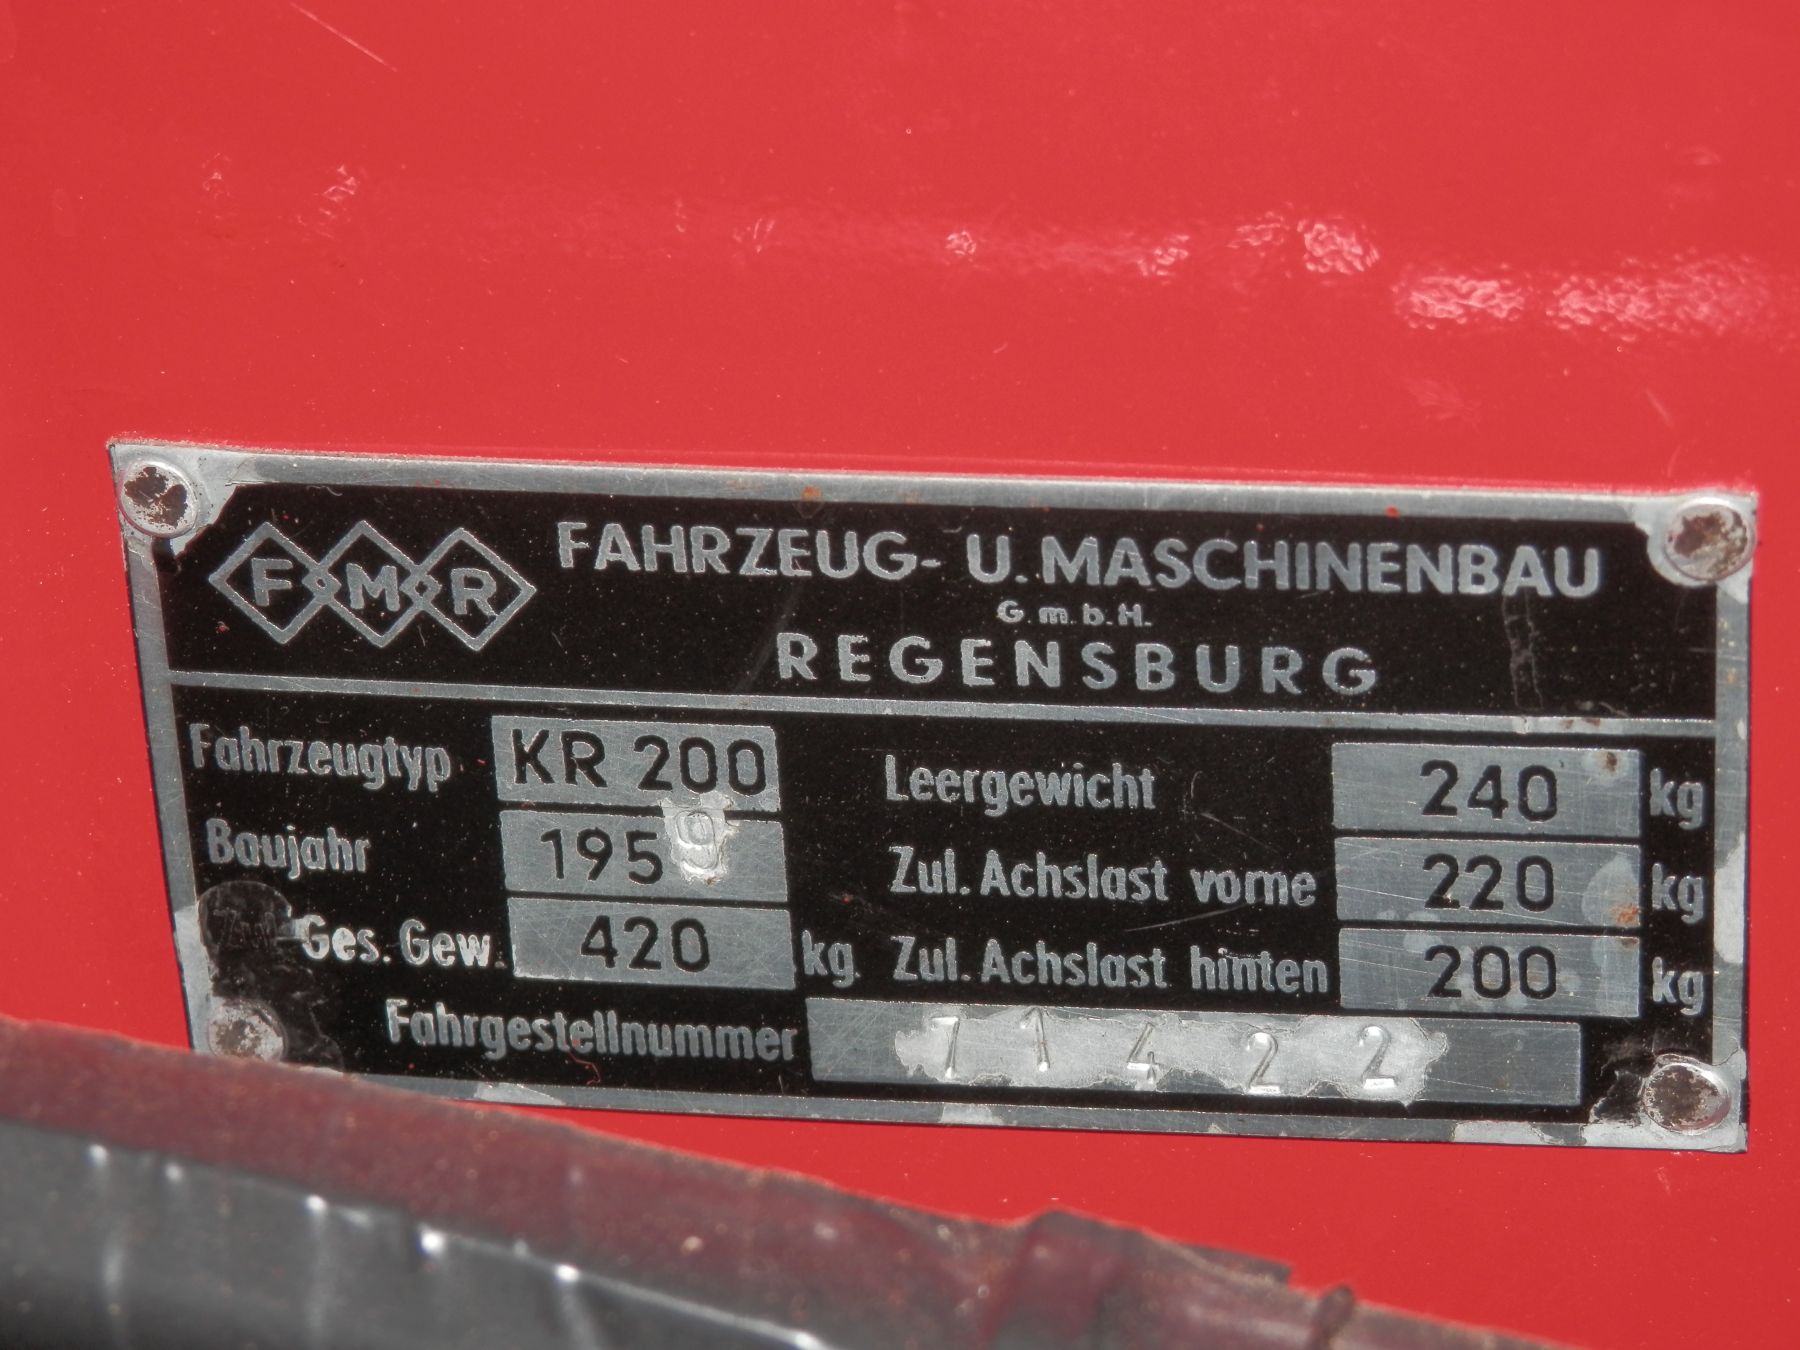 FMR FAHRZEUG- U. MASCHINENBAU
G.m.b.H.
REGENSBURG
Fahrzeugtyp KR 200 Leergewicht 240 kg
Baujahr 1959 Zul. Achslast vorne 220 kg
Zul. Ges. Gew. 420 kg. Zul. Achslast hinten 200 kg
Fahrgestellnummer 71422